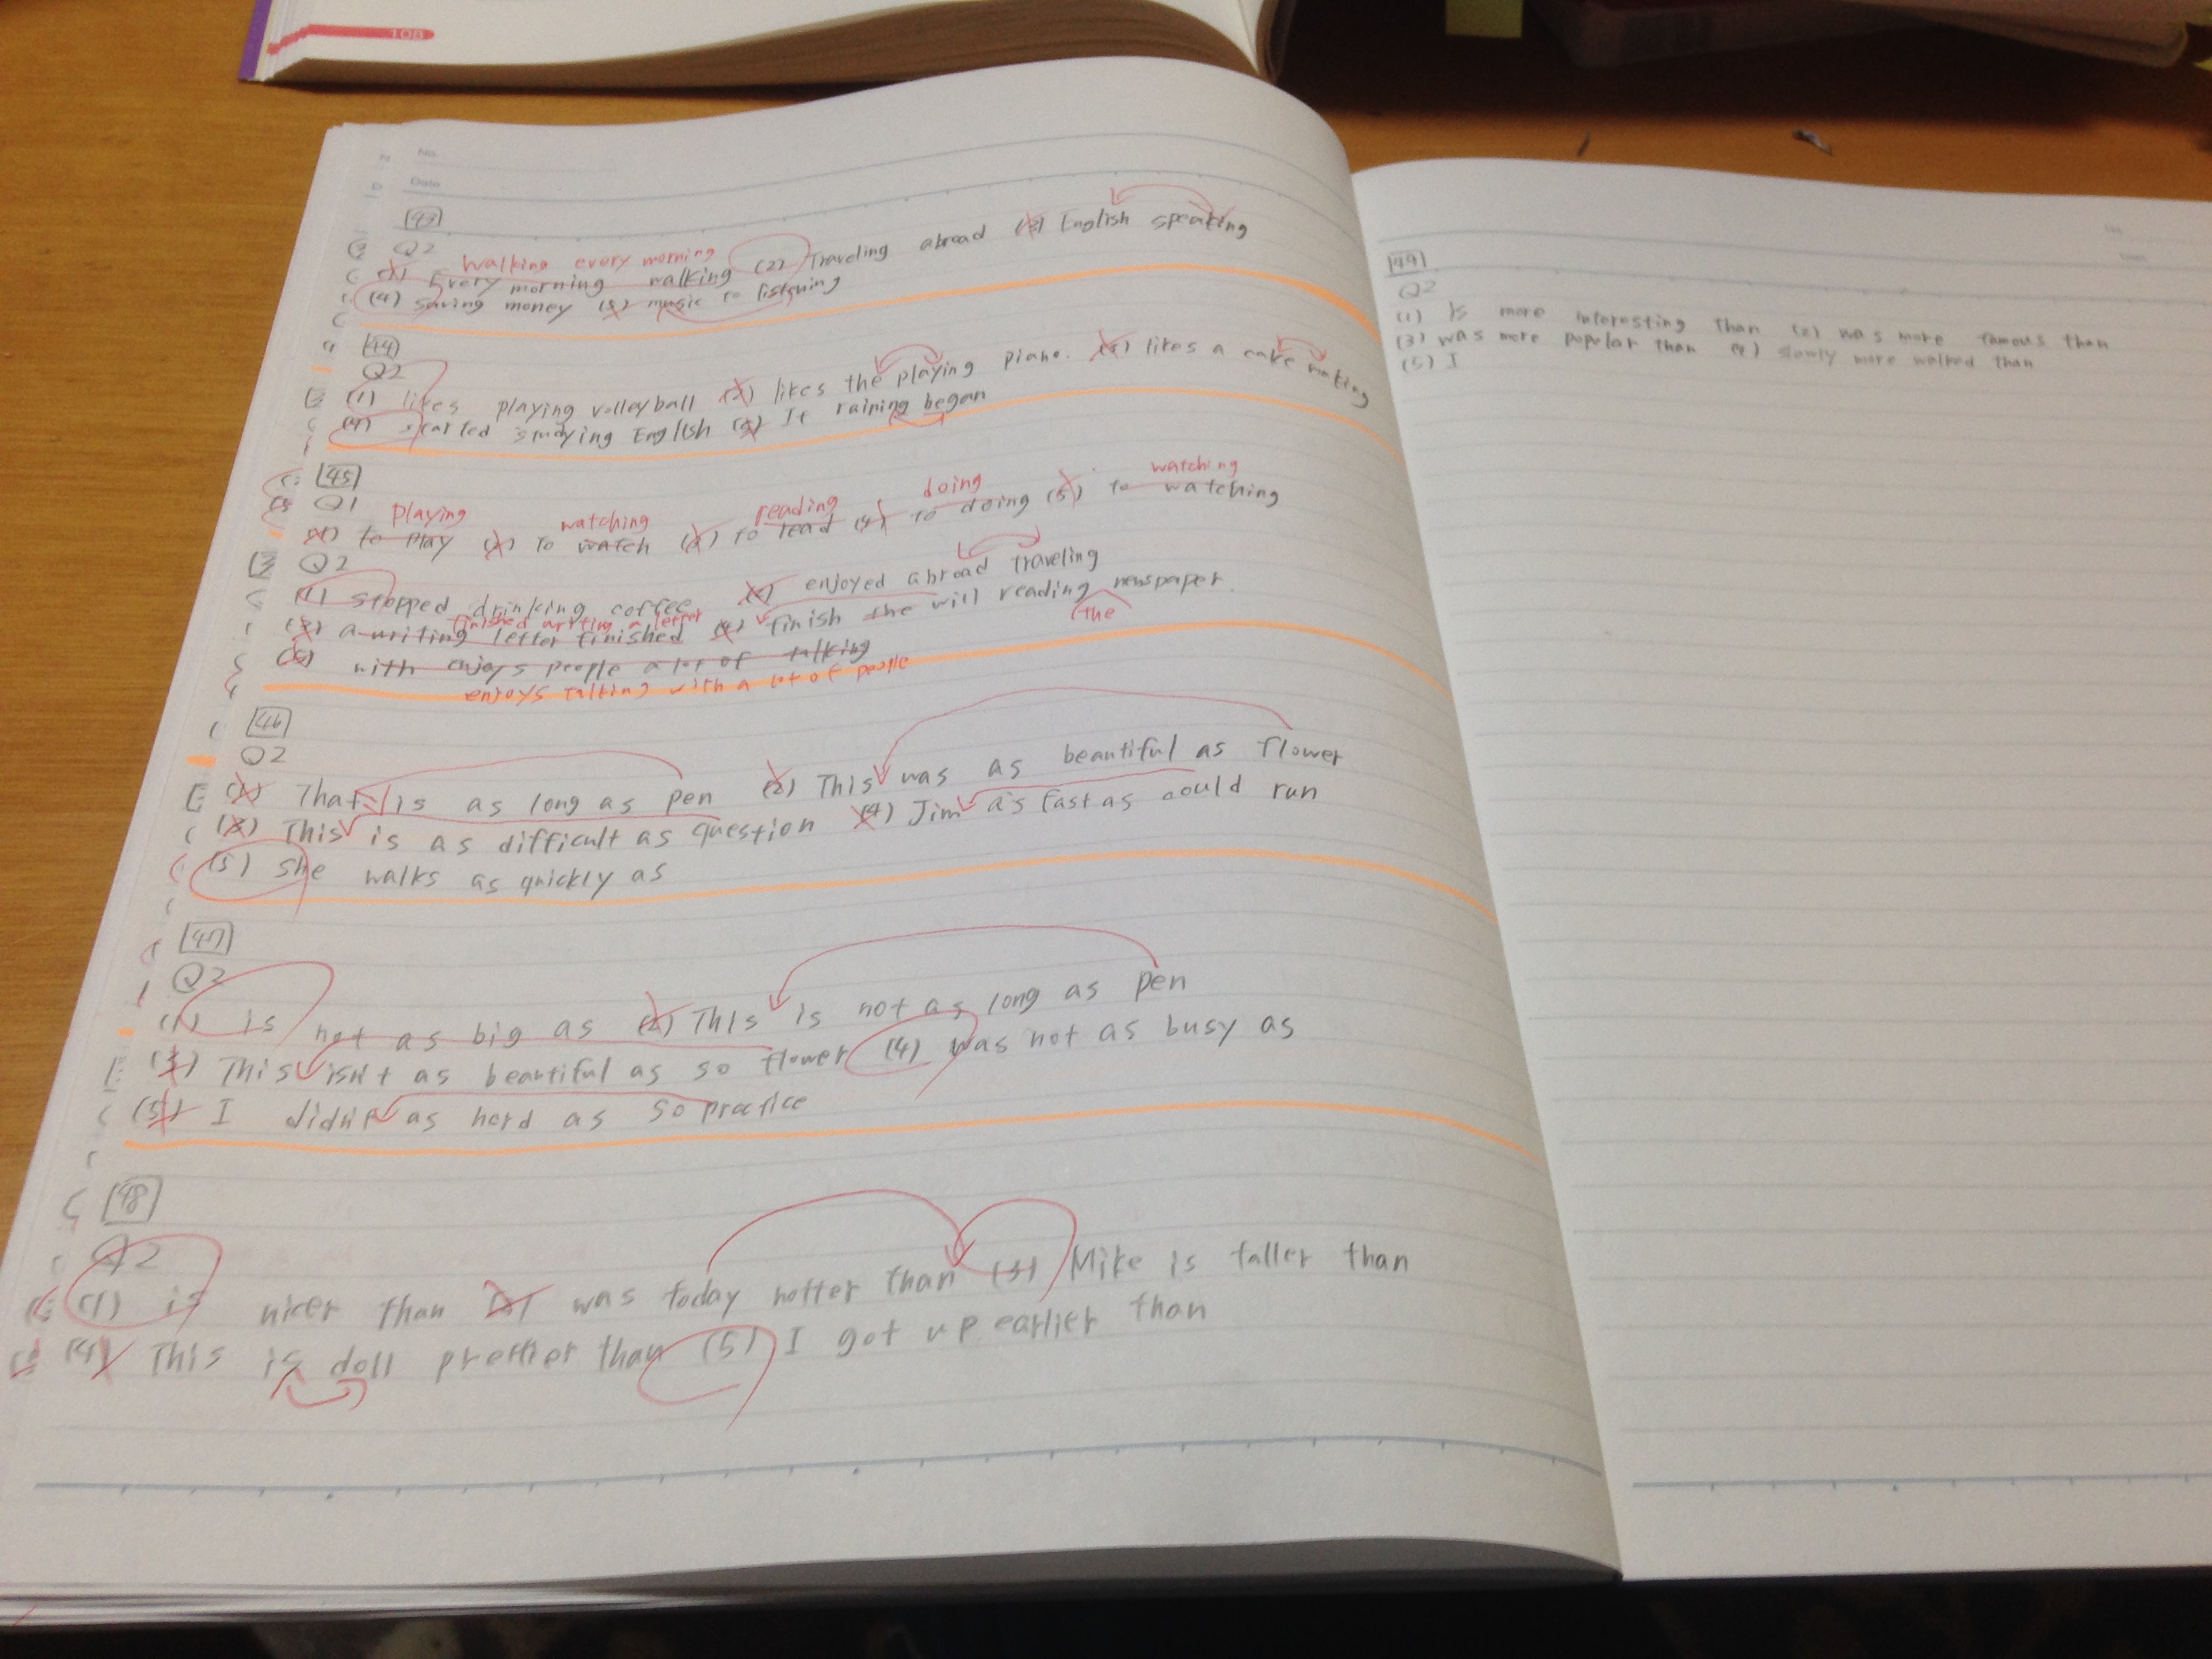 108
No.
Date
[43]
Q2
Walking every morning
(1) Every morning walking (2) Traveling abroad (3) English speaking
(4) Saving money (5) music to listening
[44]
Q2
(1) likes playing volleyball (2) likes the playing piano. (3) likes a cake making
(4) started studying English (5) It raining began
[45]
Q1
playing watching reading doing watching
(1) to play (2) to watch (3) to read (4) to doing (5) to watching
Q2
(1) stopped drinking coffee (2) enjoyed abroad traveling
finished writing a letter
(3) a writing letter finished (4) finish the will reading newspaper.
the
(5) with enjoys people a lot of talking
enjoys talking with a lot of people
[46]
Q2
(1) That is as long as pen (2) This was as beautiful as flower
(3) This is as difficult as question (4) Jim as fast as could run
(5) She walks as quickly as
[47]
Q2
(1) is not as big as (2) This is not as long as pen
(3) This isn't as beautiful as so flower (4) was not as busy as
(5) I didn't as hard as so practice
[48]
Q2
(1) is nicer than (2) was today hotter than (3) Mike is taller than
(4) This is doll prettier than (5) I got up earlier than
[49]
Q2
(1) is more interesting than (2) was more famous than
(3) was more popular than (4) slowly more walked than
(5) I